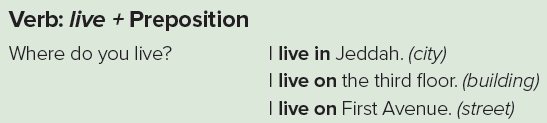 Verb: live + Preposition
Where do you live? I live in Jeddah. (city)
I live on the third floor. (building)
I live on First Avenue. (street)